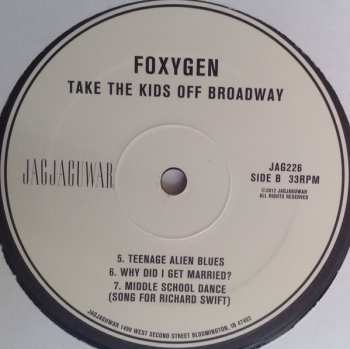 FOXYGEN
TAKE THE KIDS OFF BROADWAY
JAGJAGUWAR
JAG226
SIDE B 33RPM
©2012 JAGJAGUWAR
ALL RIGHTS RESERVED
5. TEENAGE ALIEN BLUES
6. WHY DID I GET MARRIED?
7. MIDDLE SCHOOL DANCE
(SONG FOR RICHARD SWIFT)
JAGJAGUWAR 1499 WEST SECOND STREET BLOOMINGTON, IN 47403